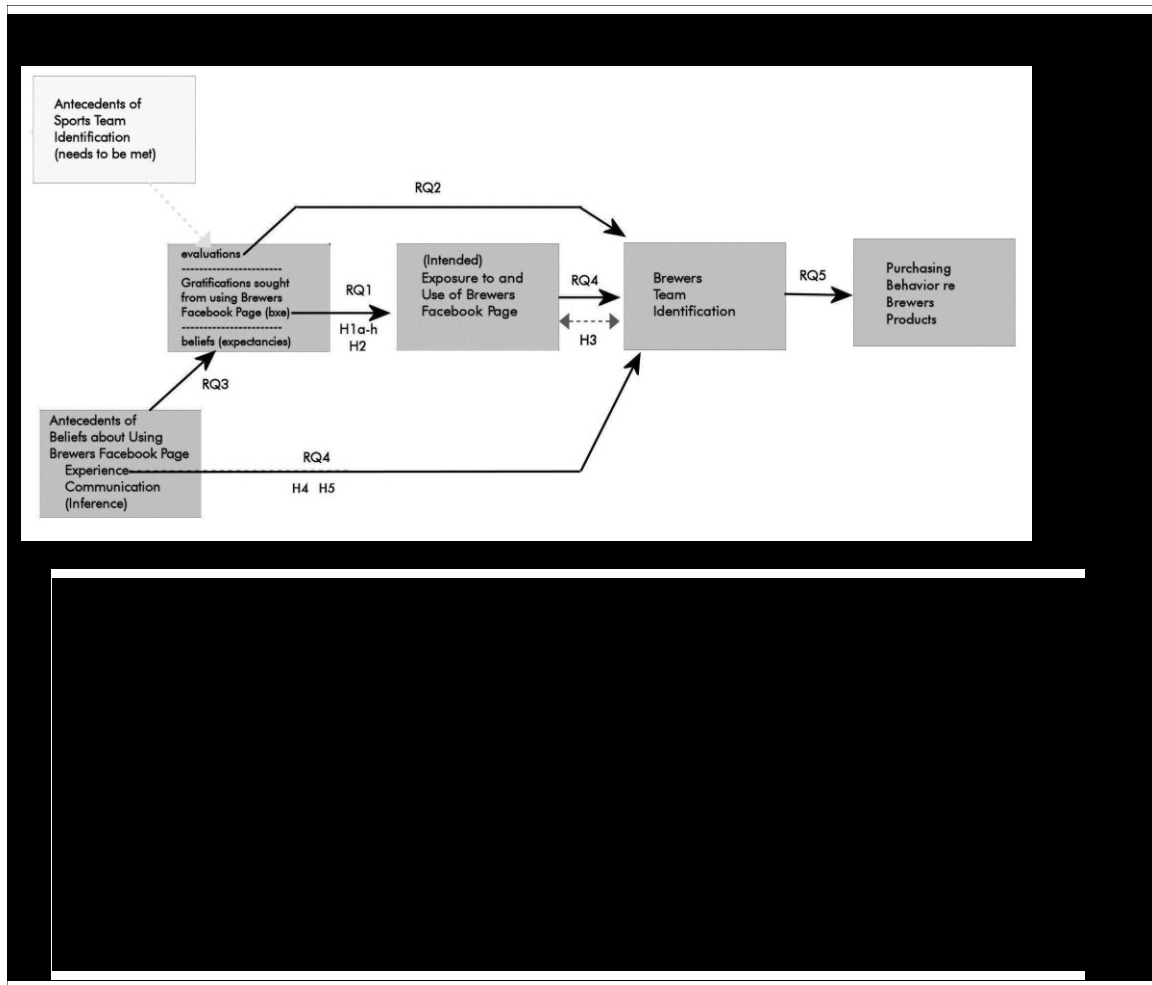 Antecedents of
Sports Team
Identification
(needs to be met)
RQ2
evaluations
------------------------
Gratifications sought
from using Brewers
Facebook Page (bxe)
------------------------
beliefs (expectancies)
RQ1
H1a-h
H2
(Intended)
Exposure to and
Use of Brewers
Facebook Page
RQ4
H3
Brewers
Team
Identification
RQ5
Purchasing
Behavior re
Brewers
Products
RQ3
Antecedents of
Beliefs about Using
Brewers Facebook Page
Experience
Communication
(Inference)
RQ4
H4 H5